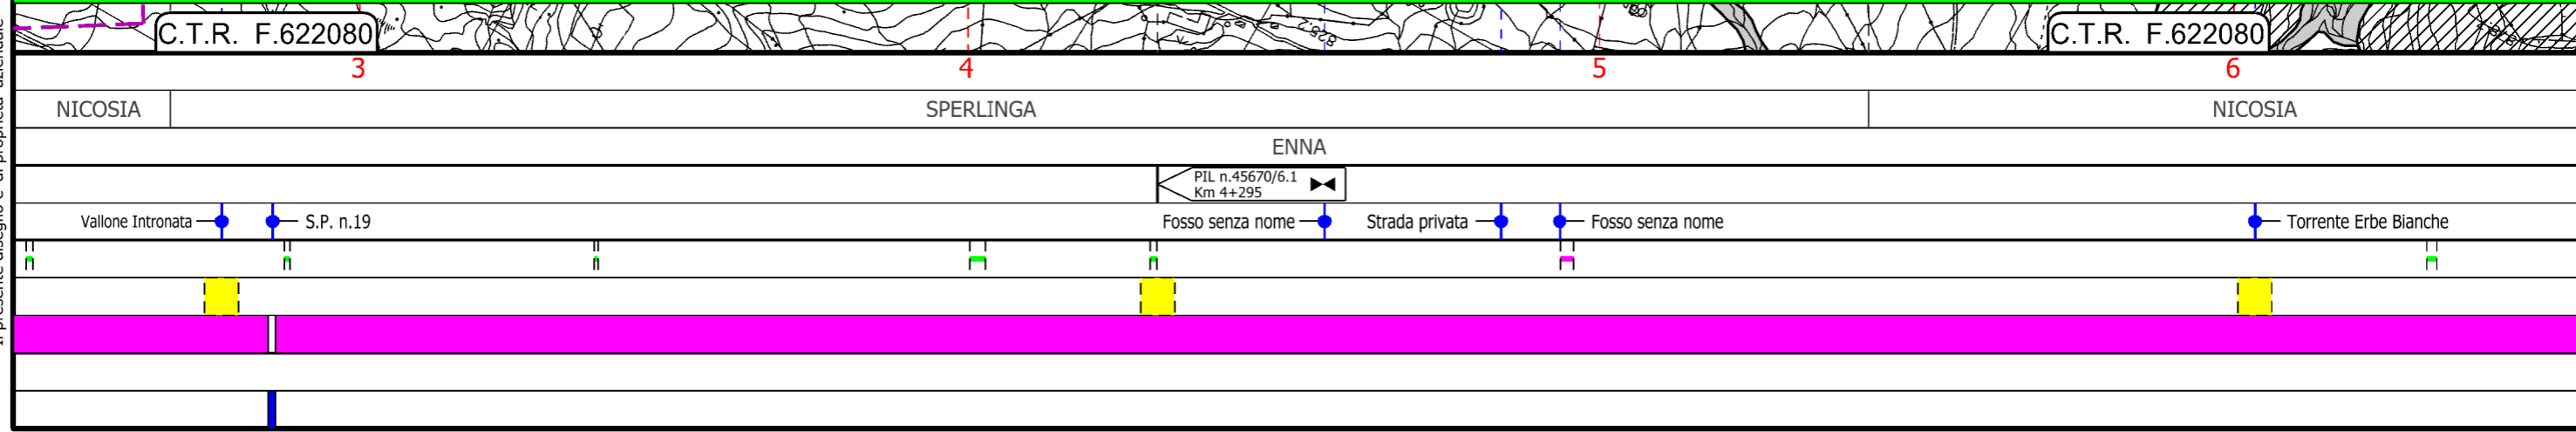 C.T.R. F.622080
C.T.R. F.622080
3
4
5
6
NICOSIA
SPERLINGA
NICOSIA
ENNA
PIL n.45670/6.1
Km 4+295
Vallone Intronata
S.P. n.19
Fosso senza nome
Strada privata
Fosso senza nome
Torrente Erbe Bianche